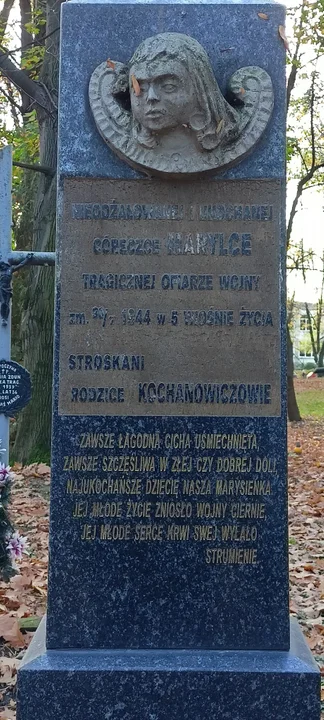 NIEODŻAŁOWANEJ I KOCHANEJ
CÓRECZCE MARYLCE
TRAGICZNEJ OFIARZE WOJNY
zm. 30/7 1944 w 5 WIOŚNIE ŻYCIA
STROSKANI
RODZICE KOCHANOWICZOWIE
ZAWSZE ŁAGODNA CICHA UŚMIECHNIĘTA,
ZAWSZE SZCZĘŚLIWA W ZŁEJ CZY DOBREJ DOLI,
NAJUKOCHAŃSZE DZIECIĘ NASZA MARYSIEŃKA
JEJ MŁODE ŻYCIE ZNIOSŁO WOJNY CIERNIE,
JEJ MŁODE SERCE KRWI SWEJ WYLAŁO
STRUMIENIE.